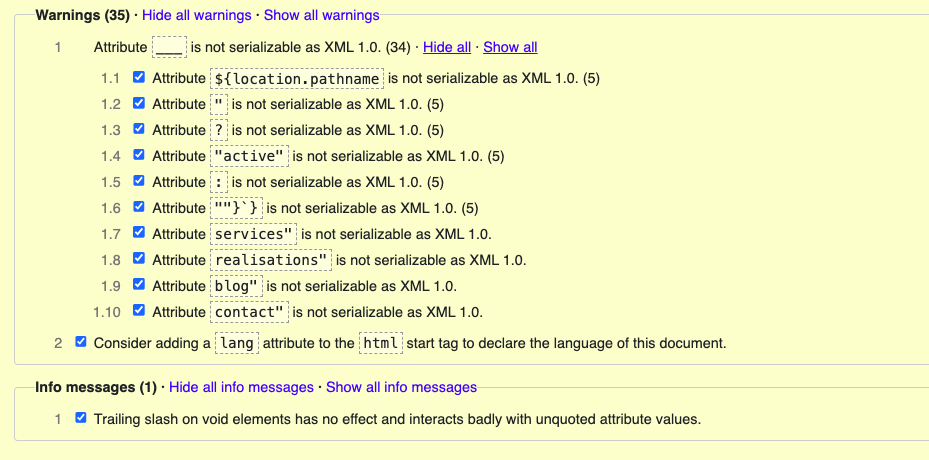 Warnings (35) · Hide all warnings · Show all warnings
1 Attribute ___ is not serializable as XML 1.0. (34) · Hide all · Show all
1.1 Attribute ${location.pathname is not serializable as XML 1.0. (5)
1.2 Attribute " is not serializable as XML 1.0. (5)
1.3 Attribute ? is not serializable as XML 1.0. (5)
1.4 Attribute "active" is not serializable as XML 1.0. (5)
1.5 Attribute : is not serializable as XML 1.0. (5)
1.6 Attribute ""}`} is not serializable as XML 1.0. (5)
1.7 Attribute services" is not serializable as XML 1.0.
1.8 Attribute realisations" is not serializable as XML 1.0.
1.9 Attribute blog" is not serializable as XML 1.0.
1.10 Attribute contact" is not serializable as XML 1.0.
2 Consider adding a lang attribute to the html start tag to declare the language of this document.
Info messages (1) · Hide all info messages · Show all info messages
1 Trailing slash on void elements has no effect and interacts badly with unquoted attribute values.